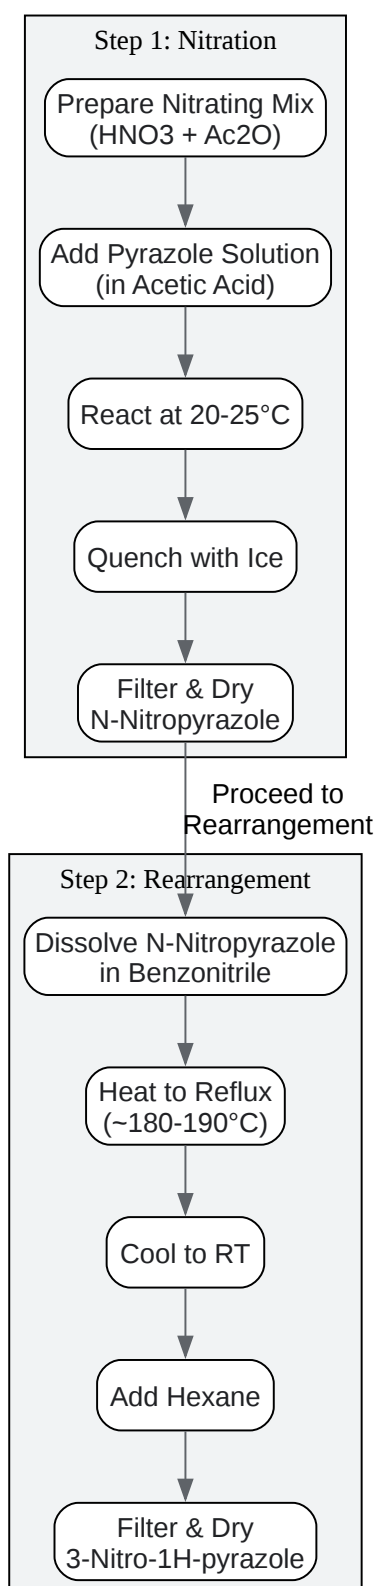 Step 1: Nitration
Prepare Nitrating Mix
(HNO3 + Ac2O)
Add Pyrazole Solution
(in Acetic Acid)
React at 20-25°C
Quench with Ice
Filter & Dry
N-Nitropyrazole
Proceed to
Rearrangement
Step 2: Rearrangement
Dissolve N-Nitropyrazole
in Benzonitrile
Heat to Reflux
(~180-190°C)
Cool to RT
Add Hexane
Filter & Dry
3-Nitro-1H-pyrazole